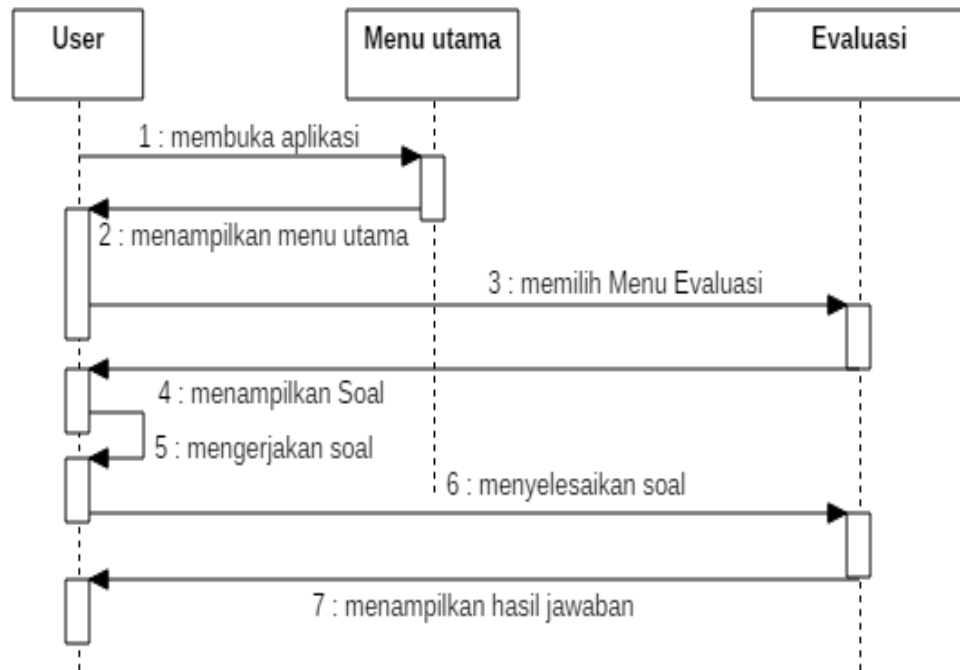 User
Menu utama
Evaluasi
1 : membuka aplikasi
2 : menampilkan menu utama
3 : memilih Menu Evaluasi
4 : menampilkan Soal
5 : mengerjakan soal
6 : menyelesaikan soal
7 : menampilkan hasil jawaban